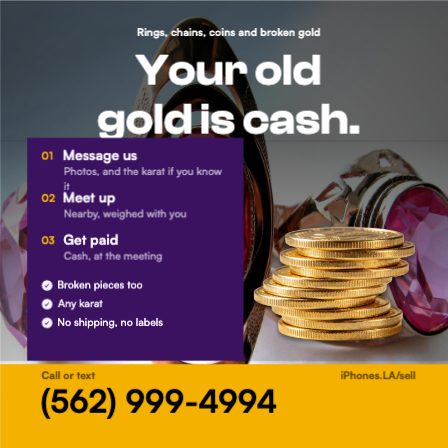 Rings, chains, coins and broken gold
Your old
gold is cash.
01 Message us
Photos, and the karat if you know
it
02 Meet up
Nearby, weighed with you
03 Get paid
Cash, at the meeting
Broken pieces too
Any karat
No shipping, no labels
Call or text
iPhones.LA/sell
(562) 999-4994